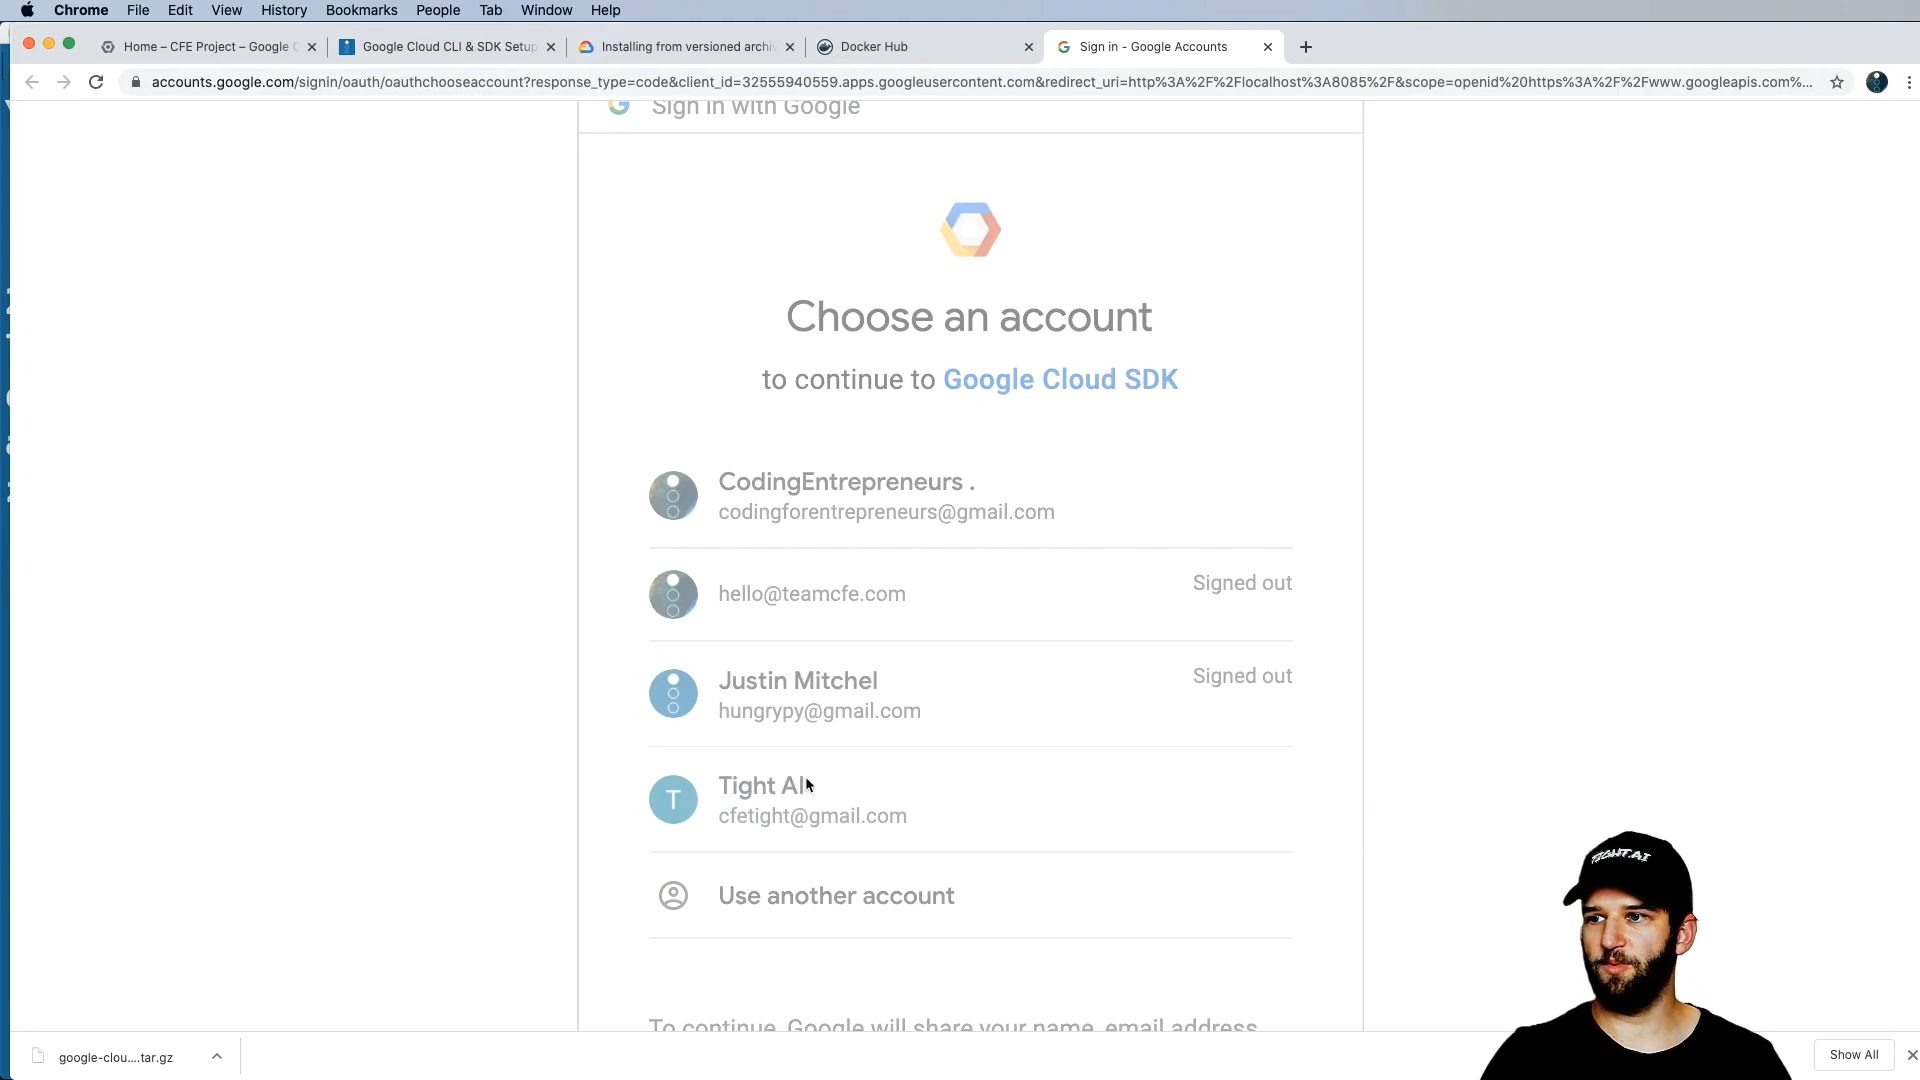 Chrome File Edit View History Bookmarks People Tab Window Help
Home – CFE Project – Google C
Google Cloud CLI & SDK Setup
Installing from versioned archi
Docker Hub
Sign in - Google Accounts
accounts.google.com/signin/oauth/oauthchooseaccount?response_type=code&client_id=32555940559.apps.googleusercontent.com&redirect_uri=http%3A%2F%2Flocalhost%3A8085%2F&scope=openid%20https%3A%2F%2Fwww.googleapis.com%...
Sign in with Google
Choose an account
to continue to Google Cloud SDK
CodingEntrepreneurs .
codingforentrepreneurs@gmail.com
hello@teamcfe.com
Signed out
Justin Mitchel
Signed out
hungrypy@gmail.com
T
Tight AI
cfetight@gmail.com
Use another account
To continue, Google will share your name, email address,
TIGHT.AI
google-clou....tar.gz
Show All